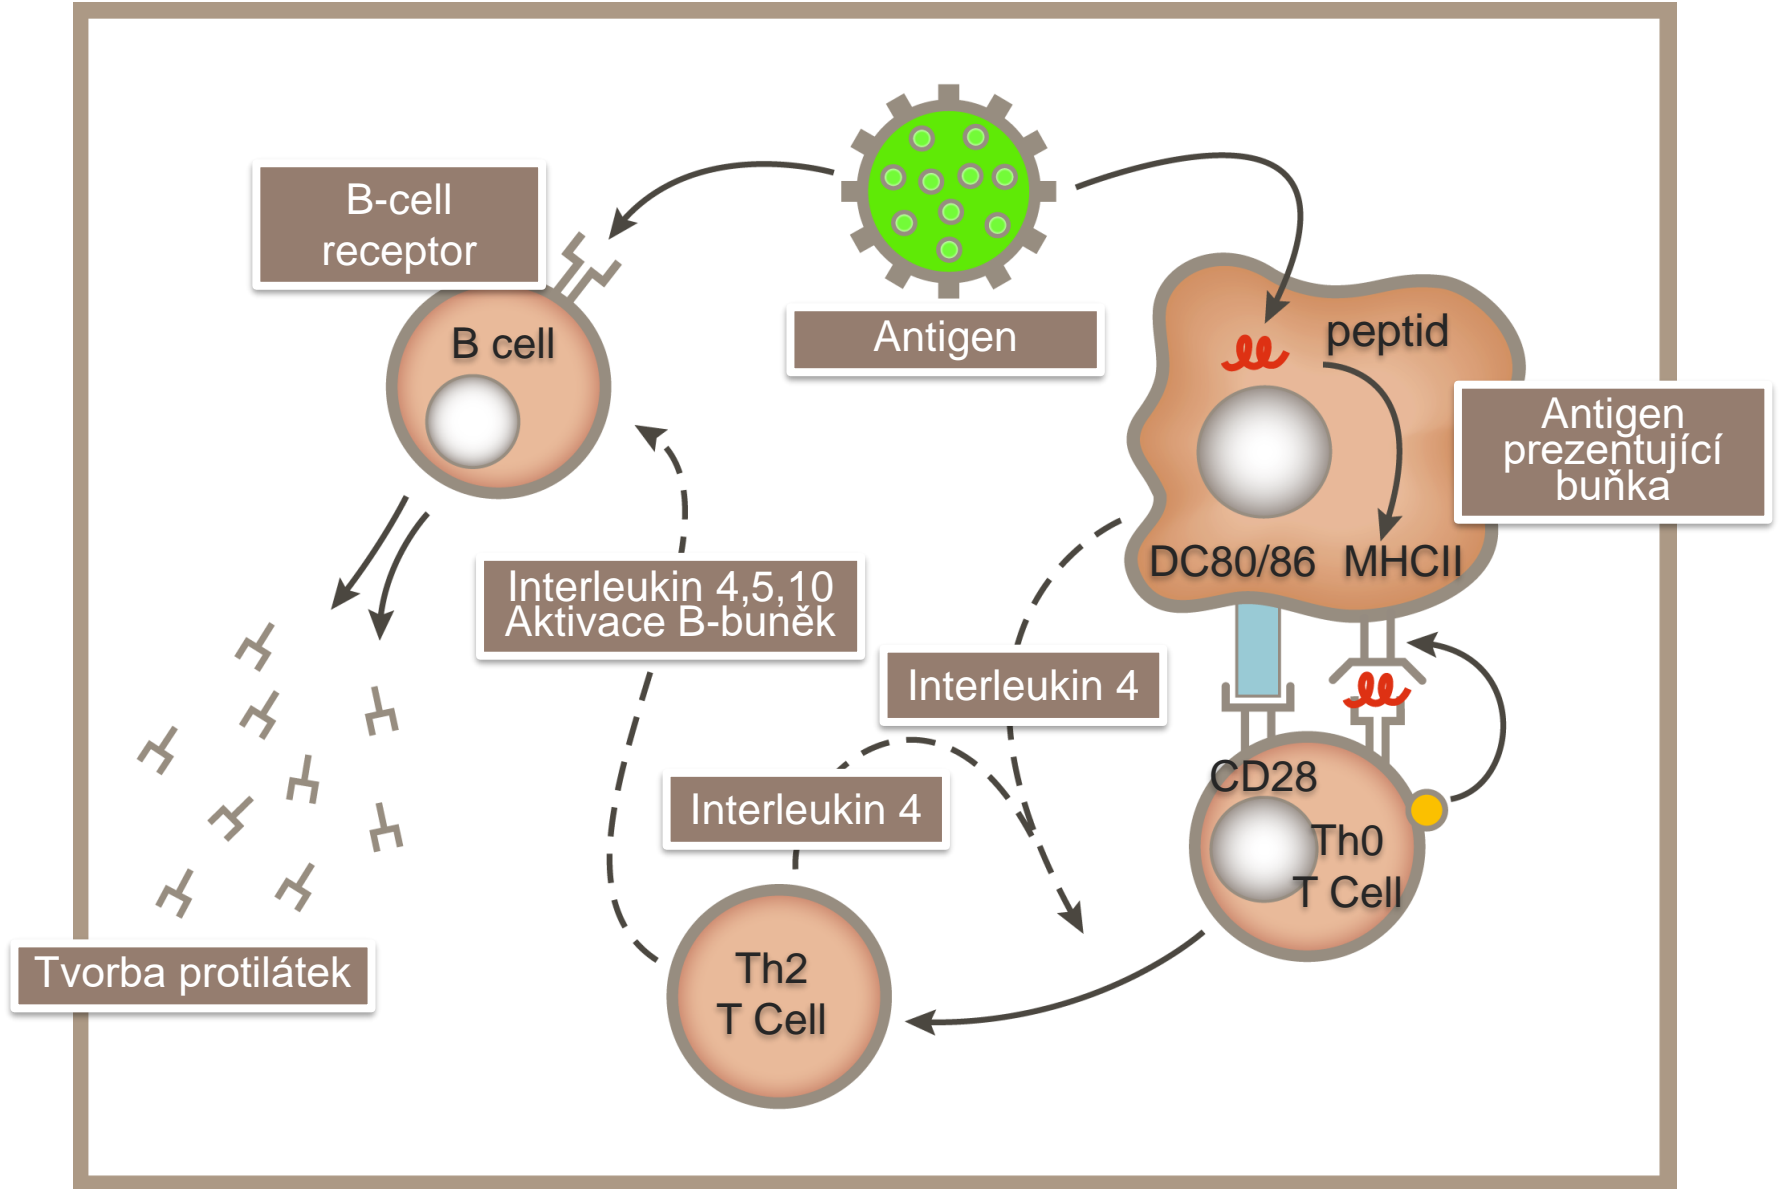 B-cell
receptor
B cell
Antigen
peptid
Antigen
prezentující
buňka
DC80/86
MHCII
Interleukin 4,5,10
Aktivace B-buněk
Interleukin 4
Interleukin 4
CD28
Th0
T Cell
Th2
T Cell
Tvorba protilátek